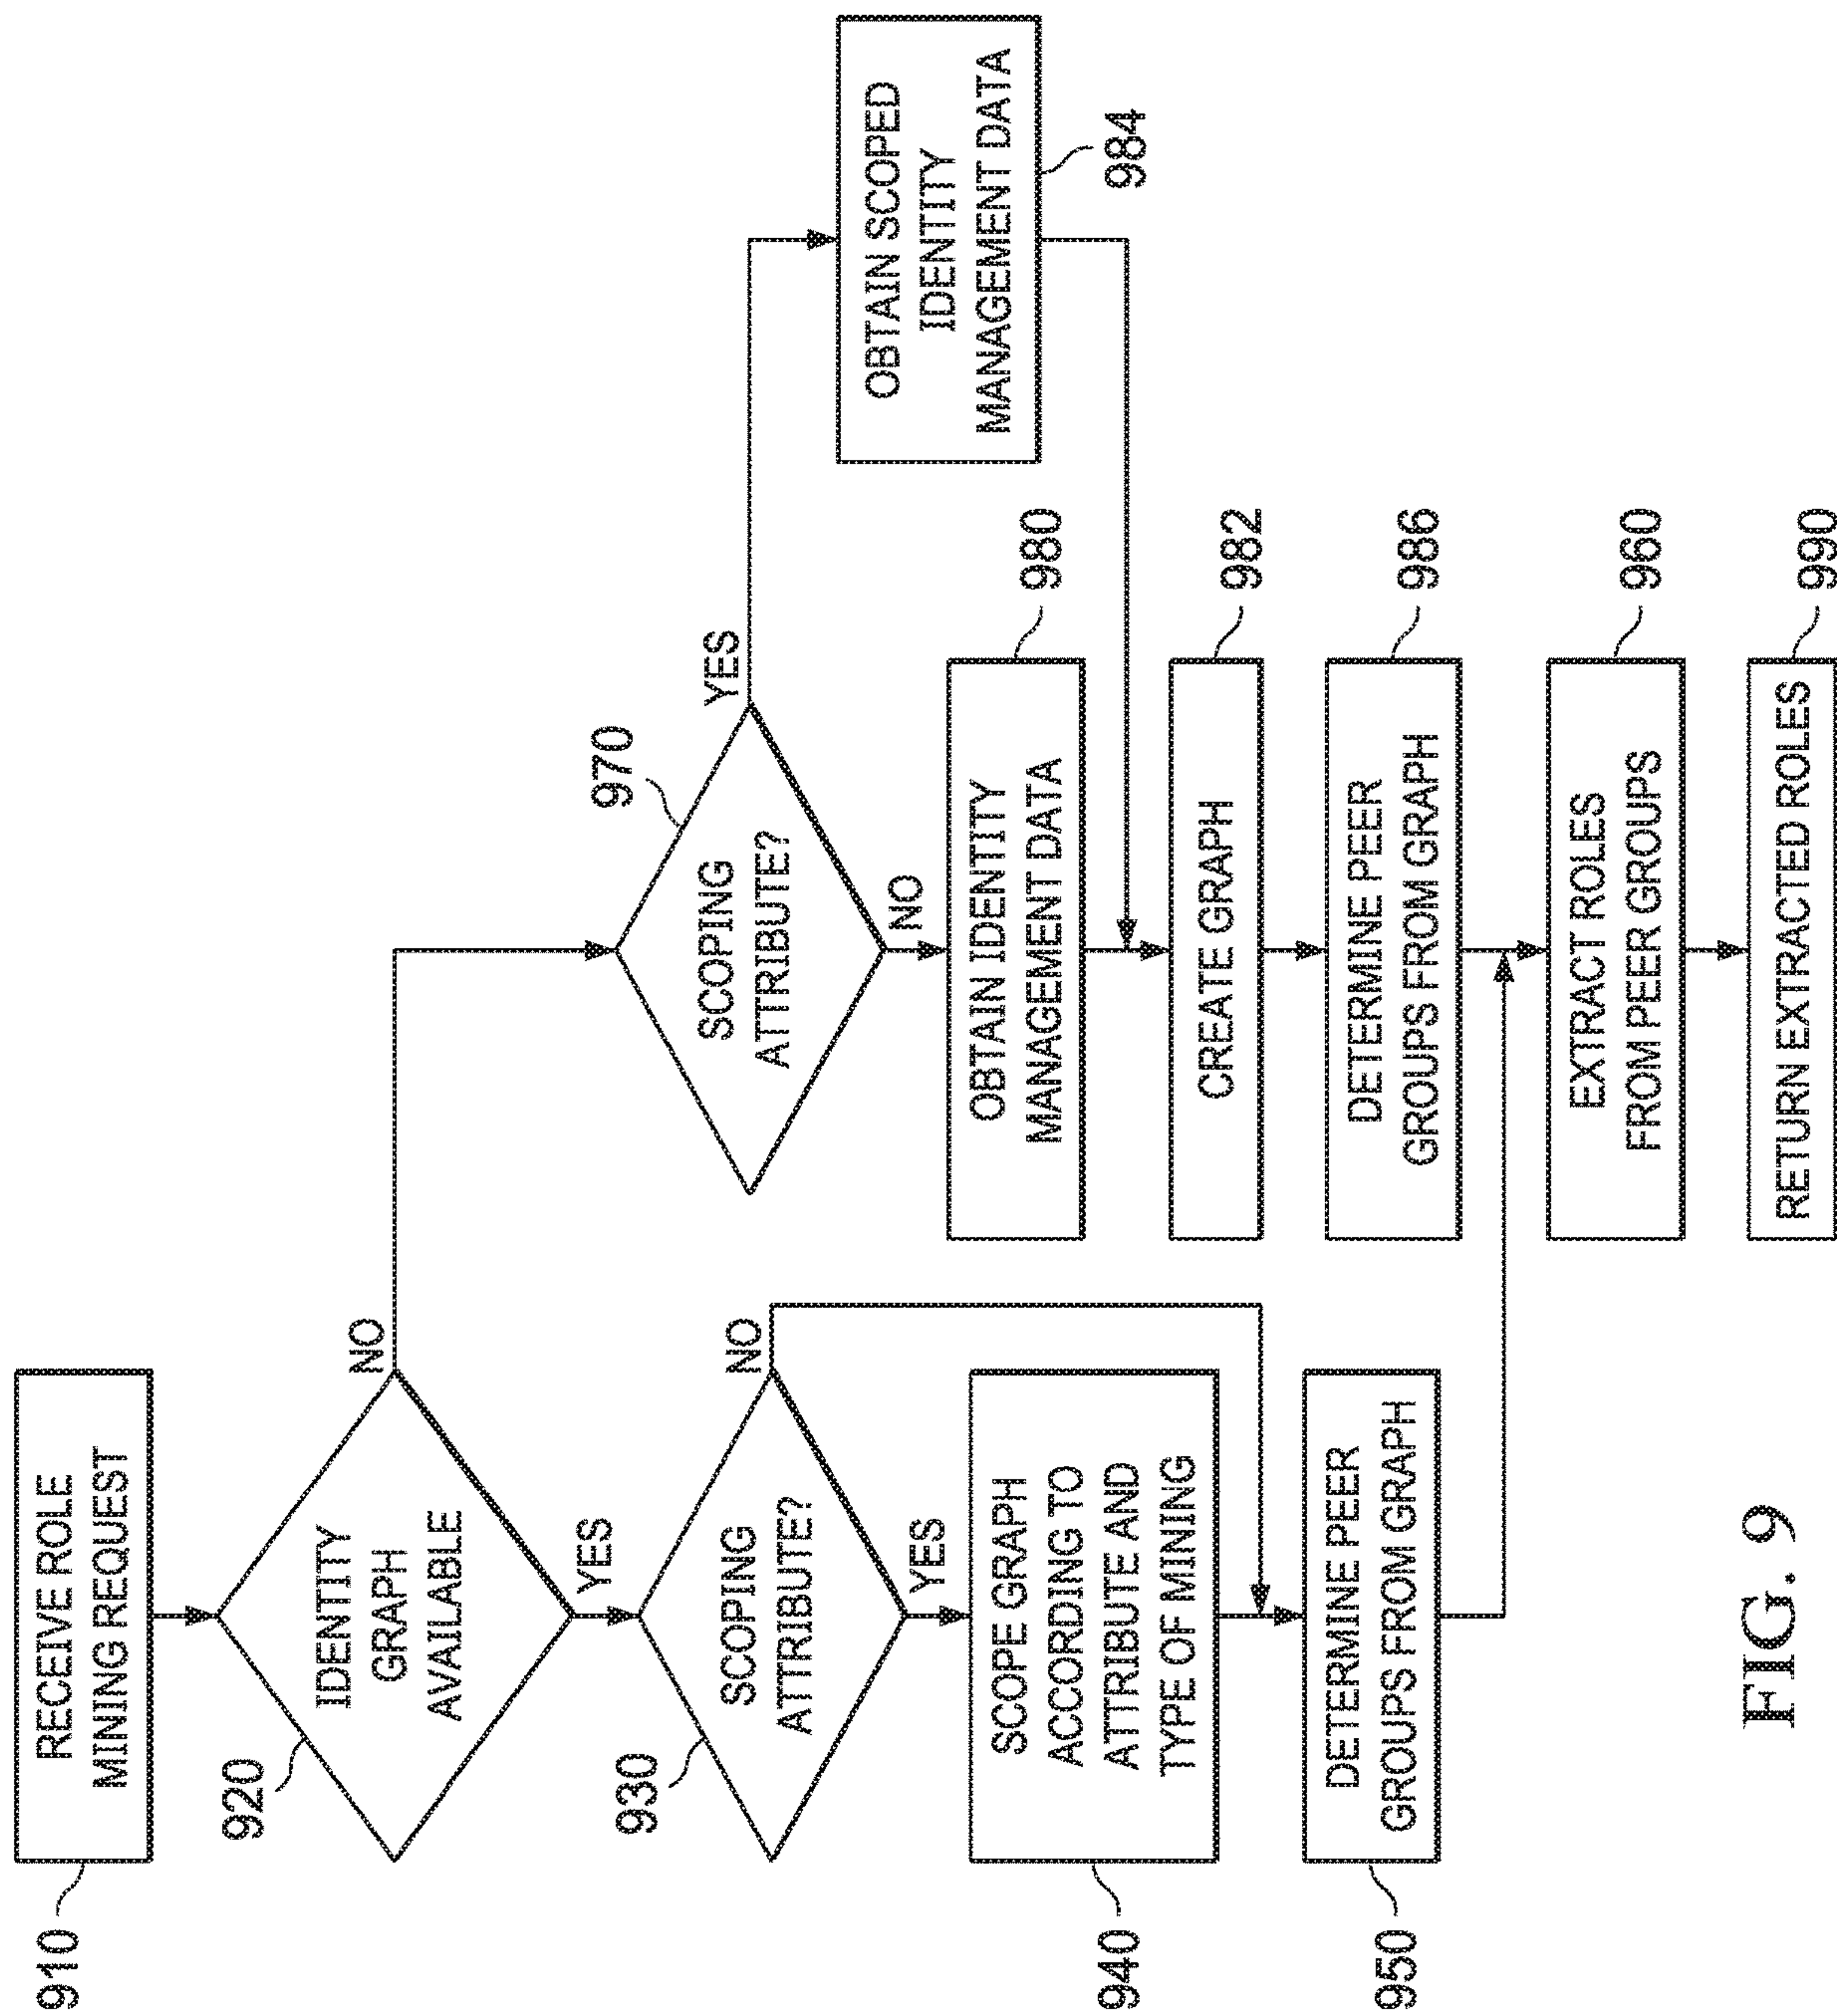 910
RECEIVE ROLE
MINING REQUEST
920
IDENTITY
GRAPH
AVAILABLE
NO
YES
930
SCOPING
ATTRIBUTE?
NO
YES
940
SCOPE GRAPH
ACCORDING TO
ATTRIBUTE AND
TYPE OF MINING
950
DETERMINE PEER
GROUPS FROM GRAPH
970
SCOPING
ATTRIBUTE?
YES
NO
OBTAIN SCOPED
IDENTITY
MANAGEMENT DATA
984
OBTAIN IDENTITY
MANAGEMENT DATA
980
CREATE GRAPH
982
DETERMINE PEER
GROUPS FROM GRAPH
986
EXTRACT ROLES
FROM PEER GROUPS
960
RETURN EXTRACTED ROLES
990
FIG. 9